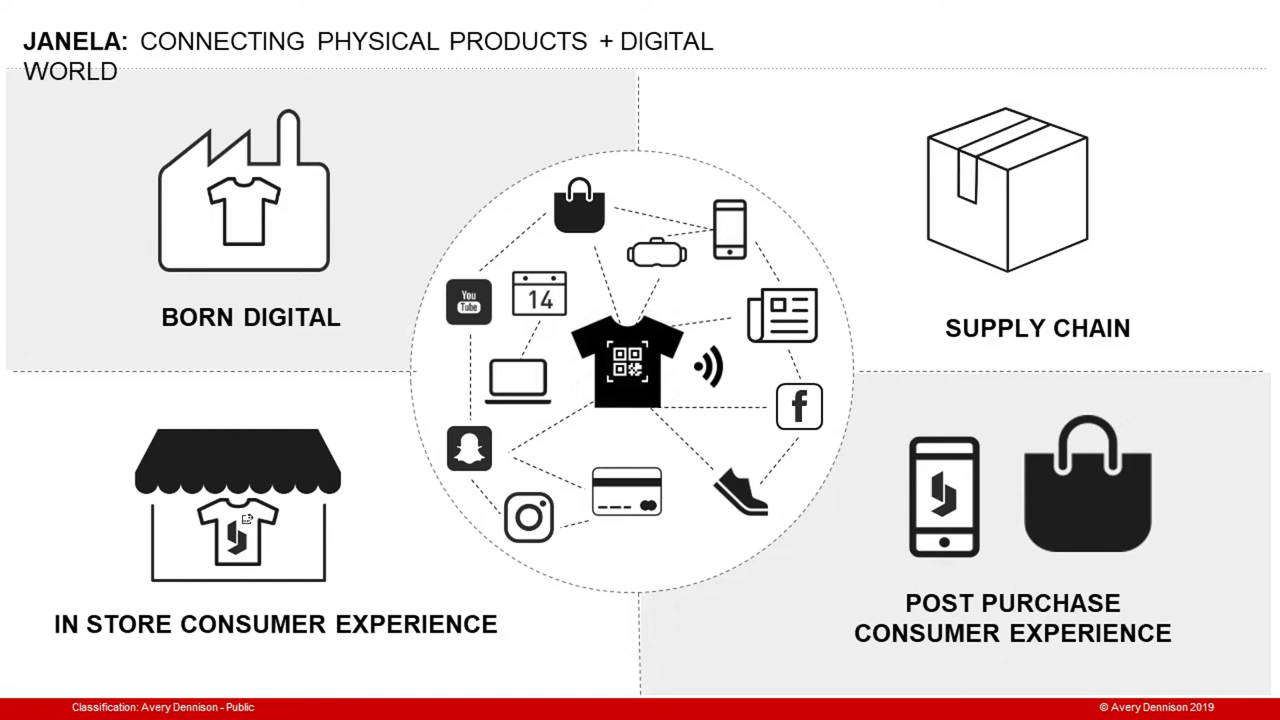 JANELA: CONNECTING PHYSICAL PRODUCTS + DIGITAL
WORLD
BORN DIGITAL
SUPPLY CHAIN
You
Tube
14
f
IN STORE CONSUMER EXPERIENCE
POST PURCHASE
CONSUMER EXPERIENCE
Classification: Avery Dennison - Public
© Avery Dennison 2019